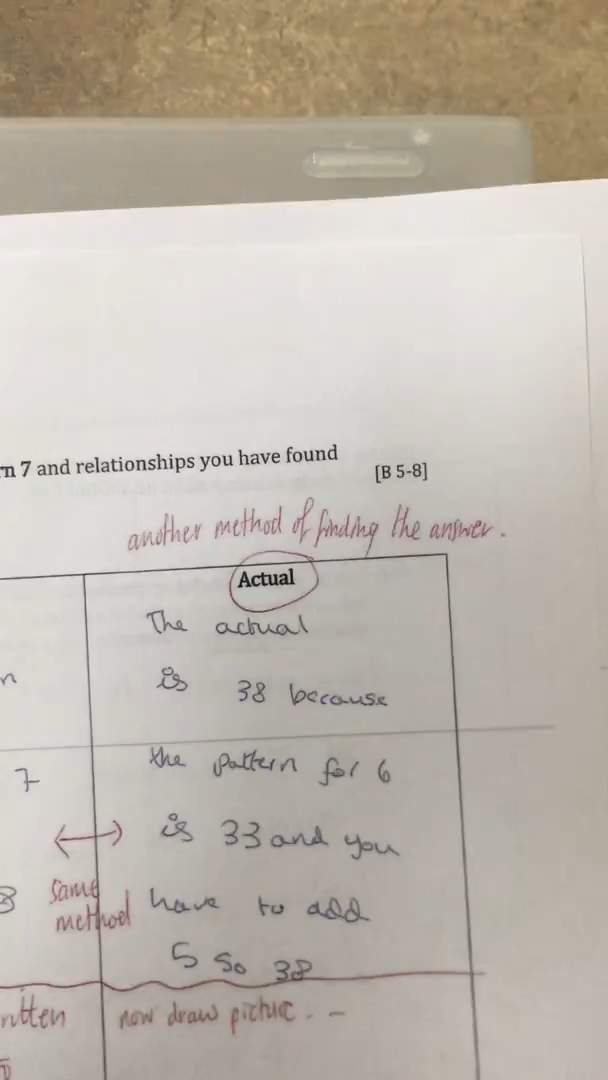 7 and relationships you have found
[B 5-8]
another method of finding the answer.
Actual
The actual
is 38 because
the pattern for 6
7
is 33 and you
same
method
have to add
5 so 38
now draw picture. -